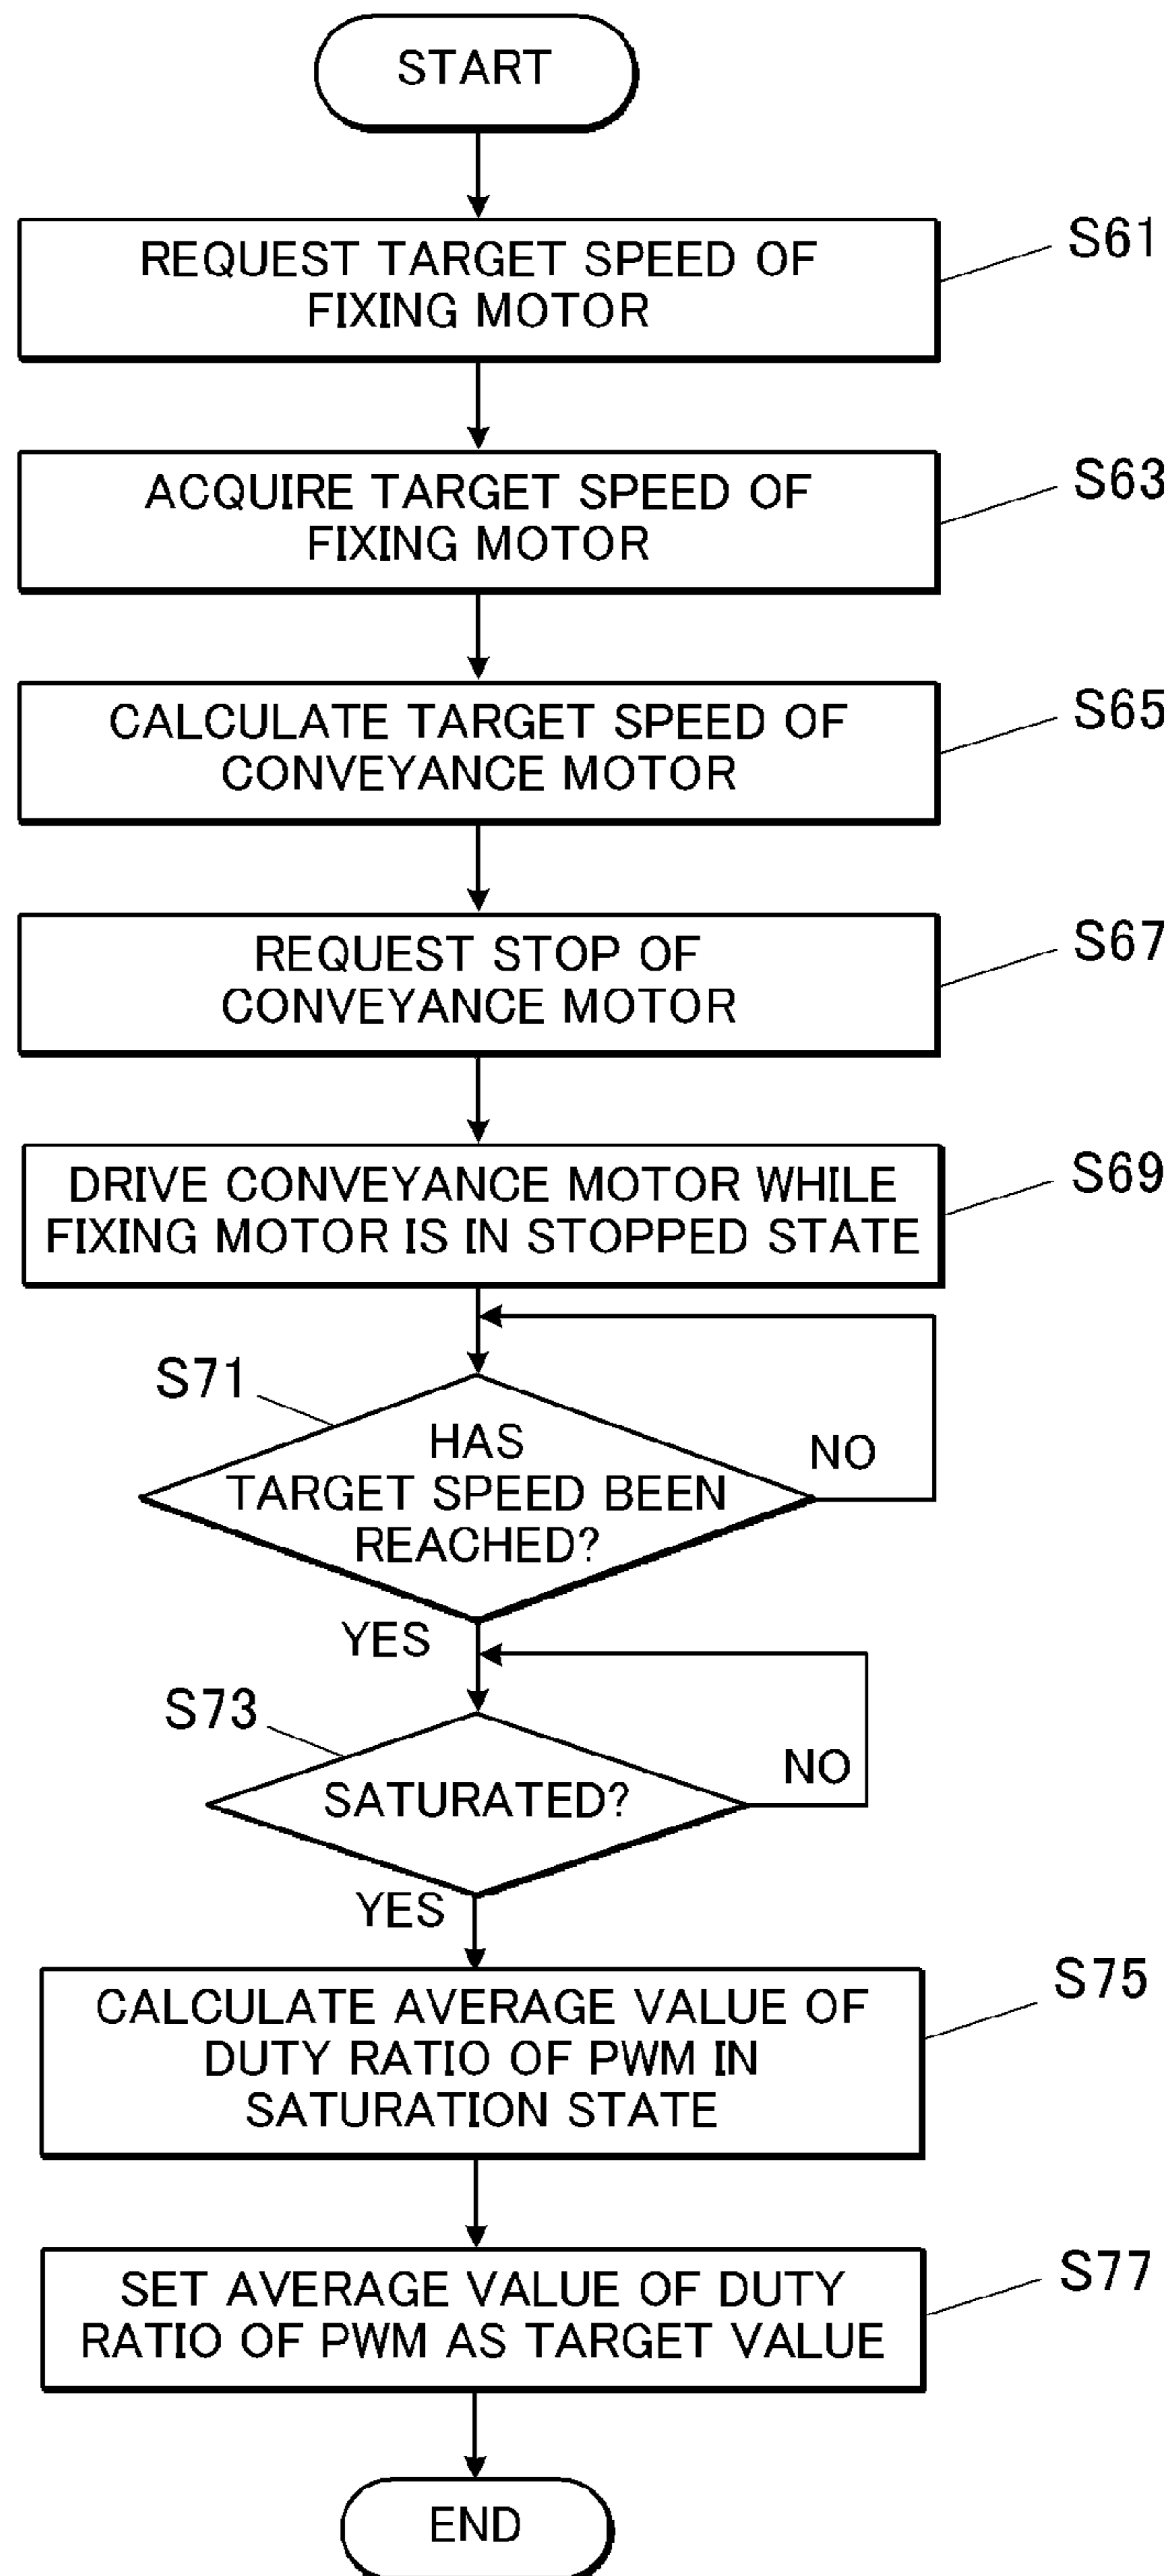 START
REQUEST TARGET SPEED OF
FIXING MOTOR
S61
ACQUIRE TARGET SPEED OF
FIXING MOTOR
S63
CALCULATE TARGET SPEED OF
CONVEYANCE MOTOR
S65
REQUEST STOP OF
CONVEYANCE MOTOR
S67
DRIVE CONVEYANCE MOTOR WHILE
FIXING MOTOR IS IN STOPPED STATE
S69
S71
HAS
TARGET SPEED BEEN
REACHED?
NO
YES
S73
SATURATED?
NO
YES
CALCULATE AVERAGE VALUE OF
DUTY RATIO OF PWM IN
SATURATION STATE
S75
SET AVERAGE VALUE OF DUTY
RATIO OF PWM AS TARGET VALUE
S77
END